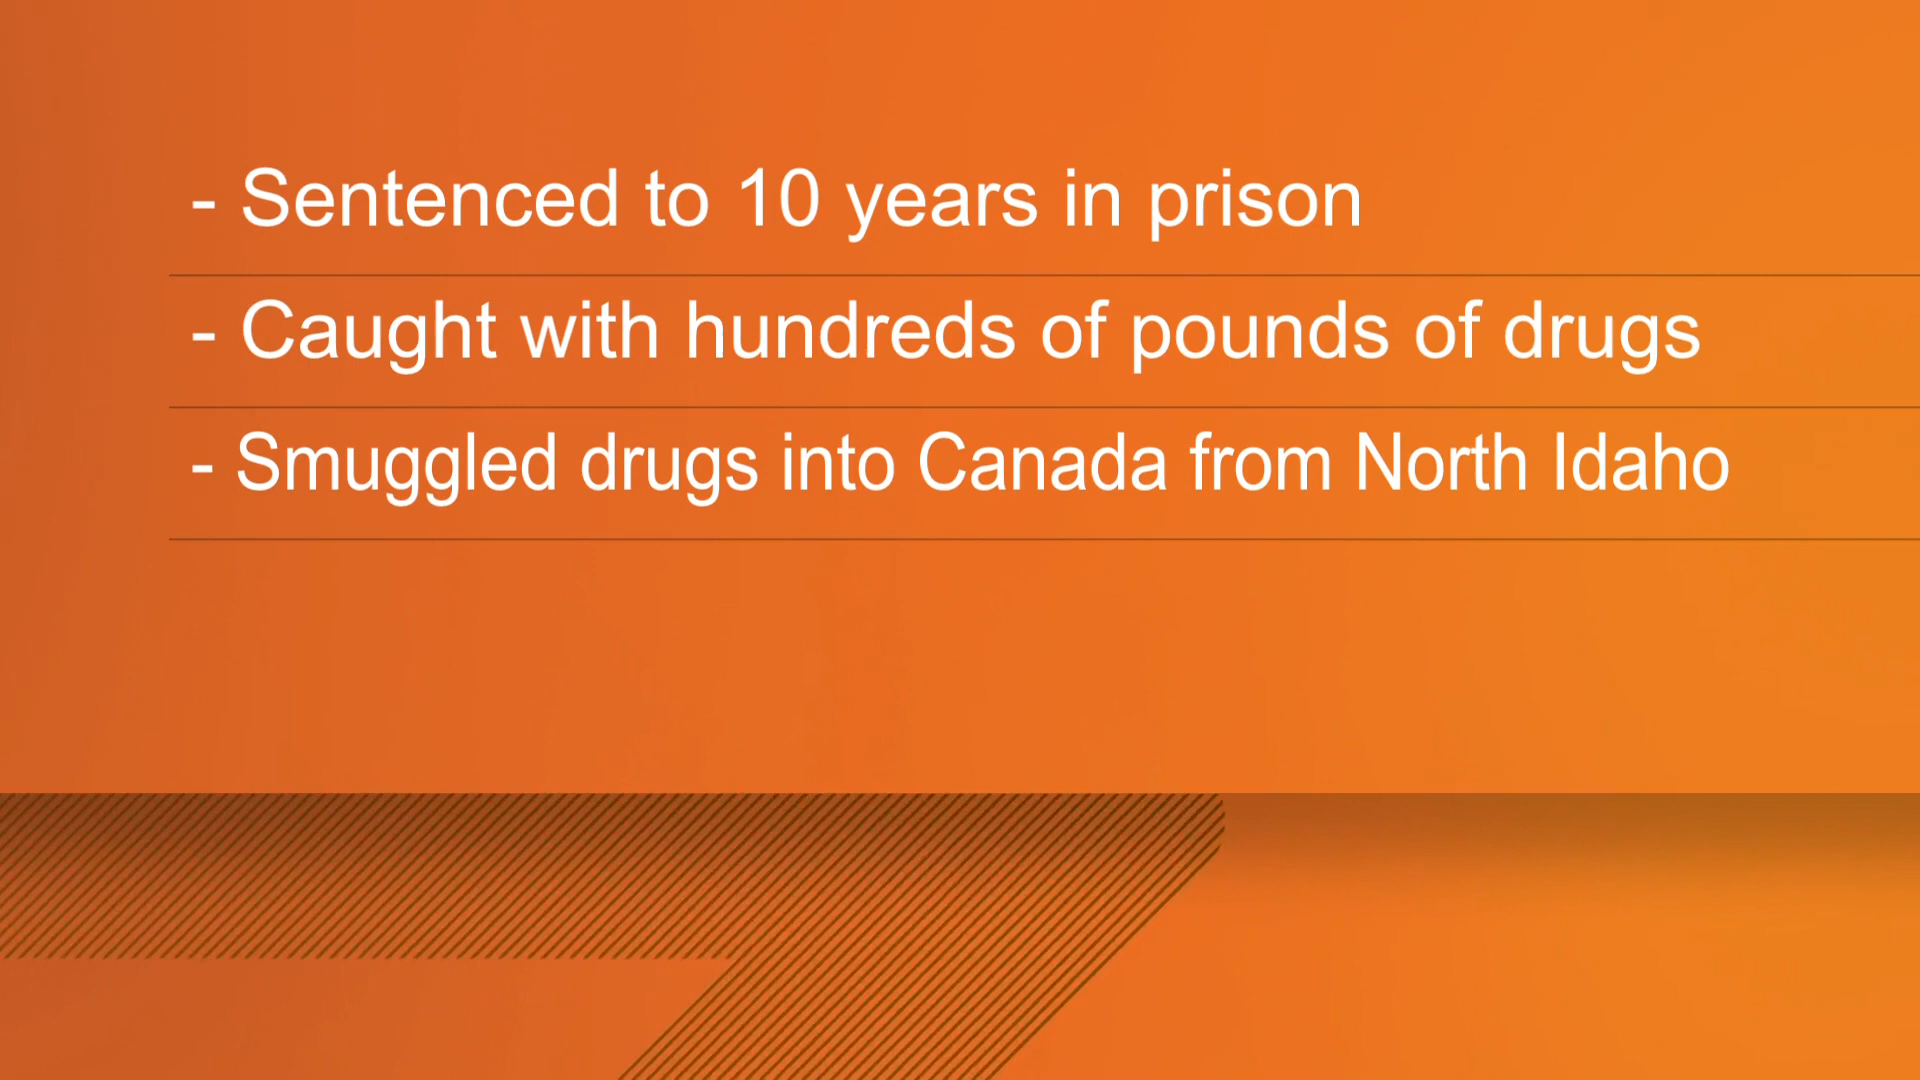 - Sentenced to 10 years in prison
- Caught with hundreds of pounds of drugs
- Smuggled drugs into Canada from North Idaho